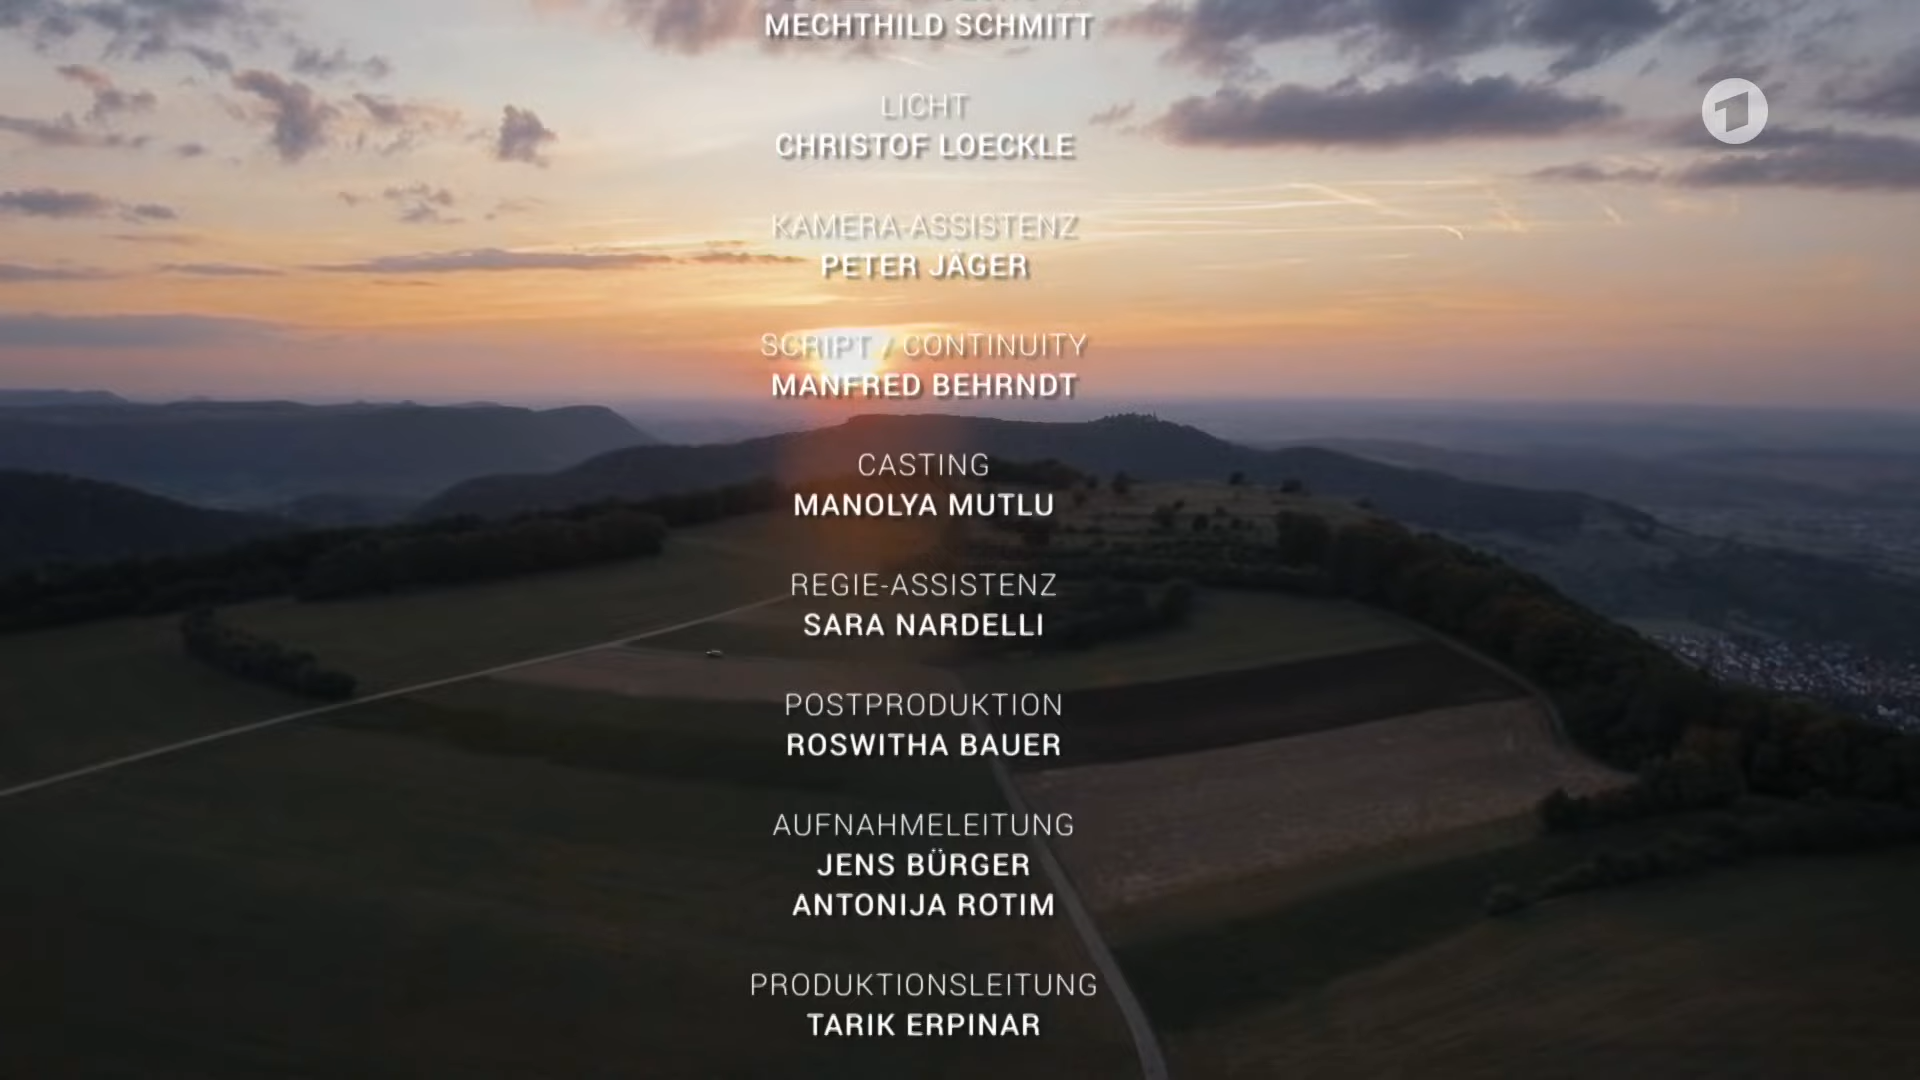 MECHTHILD SCHMITT
LICHT
CHRISTOF LOECKLE
KAMERA-ASSISTENZ
PETER JÄGER
SCRIPT / CONTINUITY
MANFRED BEHRNDT
CASTING
MANOLYA MUTLU
REGIE-ASSISTENZ
SARA NARDELLI
POSTPRODUKTION
ROSWITHA BAUER
AUFNAHMELEITUNG
JENS BÜRGER
ANTONIJA ROTIM
PRODUKTIONSLEITUNG
TARIK ERPINAR